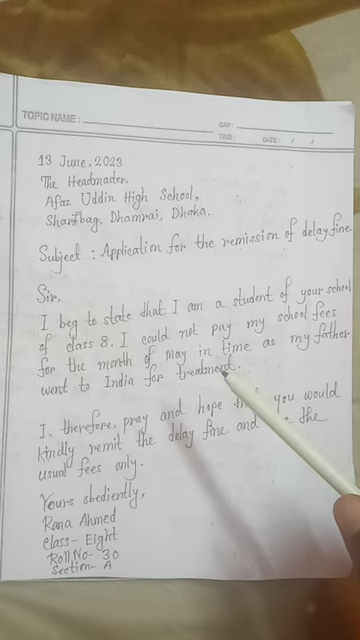 TOPIC NAME :
DAY :
TIME :
DATE : / /
13 June, 2023
The Headmaster,
Afaz Uddin High School,
Sharifbag, Dhamrai, Dhaka.
Subject : Application for the remission of delay fine
Sir,
I beg to state that I am a student of your school
of class 8. I could not pay my school fees
for the month of may in time as my father
went to India for treatment.
I. therefore, pray and hope you would
kindly remit the delay fine and the
usual fees only.
Yours obediently,
Rana Ahmed
Class- Eight
Roll No- 30
Section- A